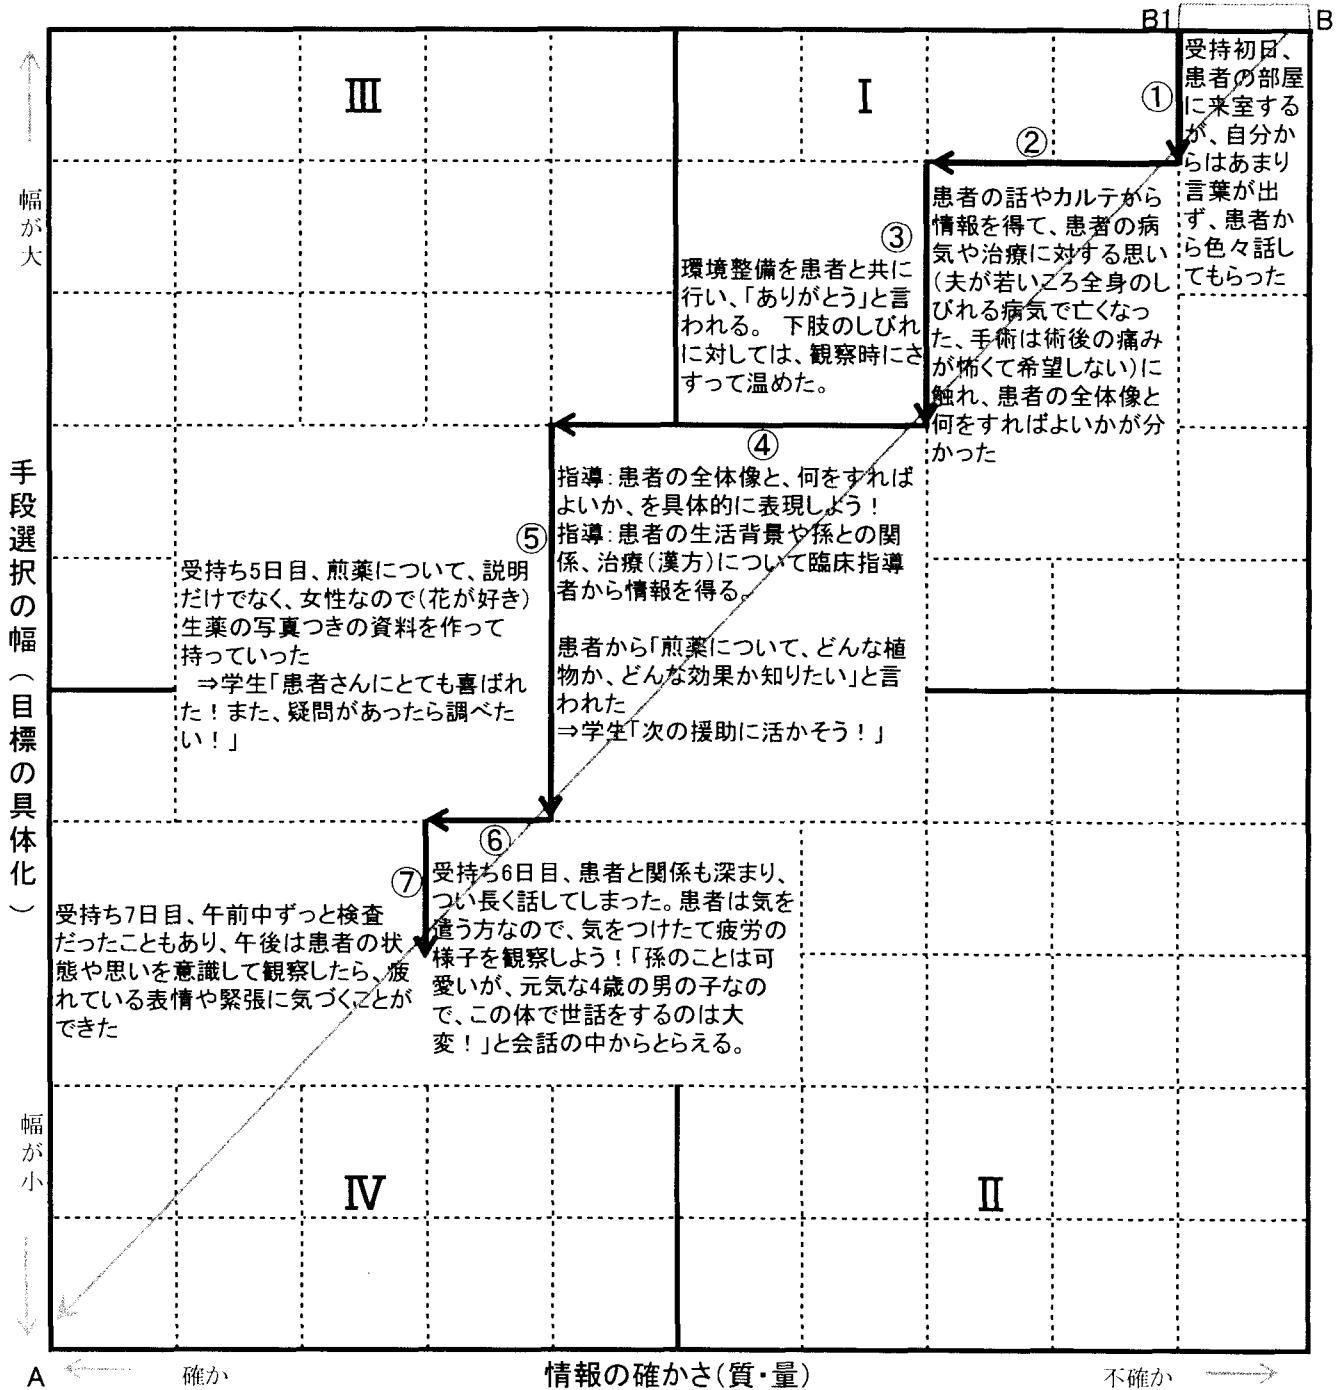 B1
B
Ⅲ
Ⅰ
①
受持初日、
患者の部屋
に来室する
が、自分か
らはあまり
言葉が出
ず、患者か
ら色々話し
てもらった
②
患者の話やカルテから
情報を得て、患者の病
気や治療に対する思い
(夫が若いころ全身のし
びれる病気で亡くなっ
た、手術は術後の痛み
が怖くて希望しない)に
触れ、患者の全体像と
何をすればよいかが分
かった
③
環境整備を患者と共に
行い、「ありがとう」と言
われる。 下肢のしびれ
に対しては、観察時にさ
すって温めた。
④
指導:患者の全体像と、何をすれば
よいか、を具体的に表現しよう!
指導:患者の生活背景や孫との関
係、治療(漢方)について臨床指導
者から情報を得る。
患者から「煎薬について、どんな植
物か、どんな効果か知りたい」と言
われた
⇒学生「次の援助に活かそう!」
⑤
受持ち5日目、煎薬について、説明
だけでなく、女性なので(花が好き)
生薬の写真つきの資料を作って
持っていった
⇒学生「患者さんにとても喜ばれ
た!また、疑問があったら調べた
い!」
⑥
受持ち6日目、患者と関係も深まり、
つい長く話してしまった。患者は気を
遣う方なので、気をつけたて疲労の
様子を観察しよう!「孫のことは可
愛いが、元気な4歳の男の子なの
で、この体で世話をするのは大
変!」と会話の中からとらえる。
⑦
受持ち7日目、午前中ずっと検査
だったこともあり、午後は患者の状
態や思いを意識して観察したら、疲
れている表情や緊張に気づくことが
できた
Ⅳ
Ⅱ
幅が大
手段選択の幅(目標の具体化)
幅が小
A
確か
情報の確かさ(質・量)
不確か